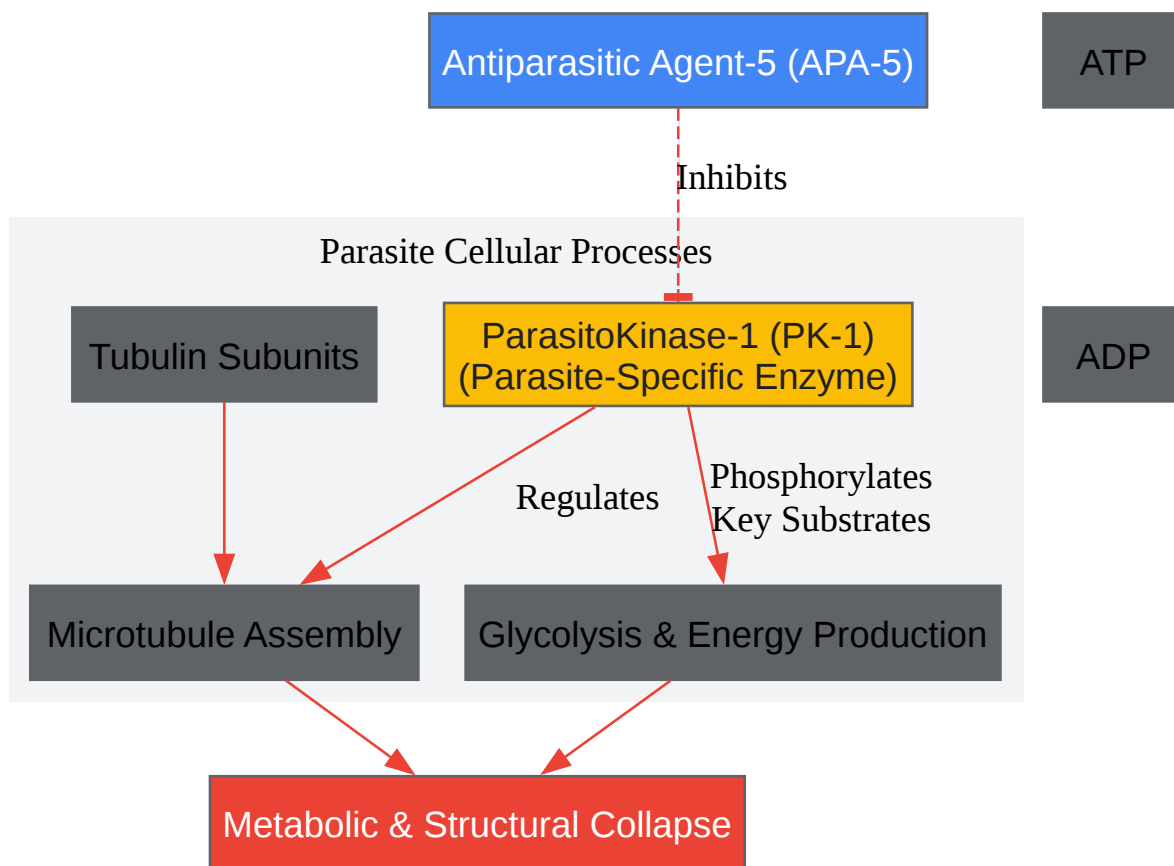 Antiparasitic Agent-5 (APA-5)
ATP
Inhibits
Parasite Cellular Processes
Tubulin Subunits
ParasitoKinase-1 (PK-1)
(Parasite-Specific Enzyme)
ADP
Regulates
Phosphorylates
Key Substrates
Microtubule Assembly
Glycolysis & Energy Production
Metabolic & Structural Collapse